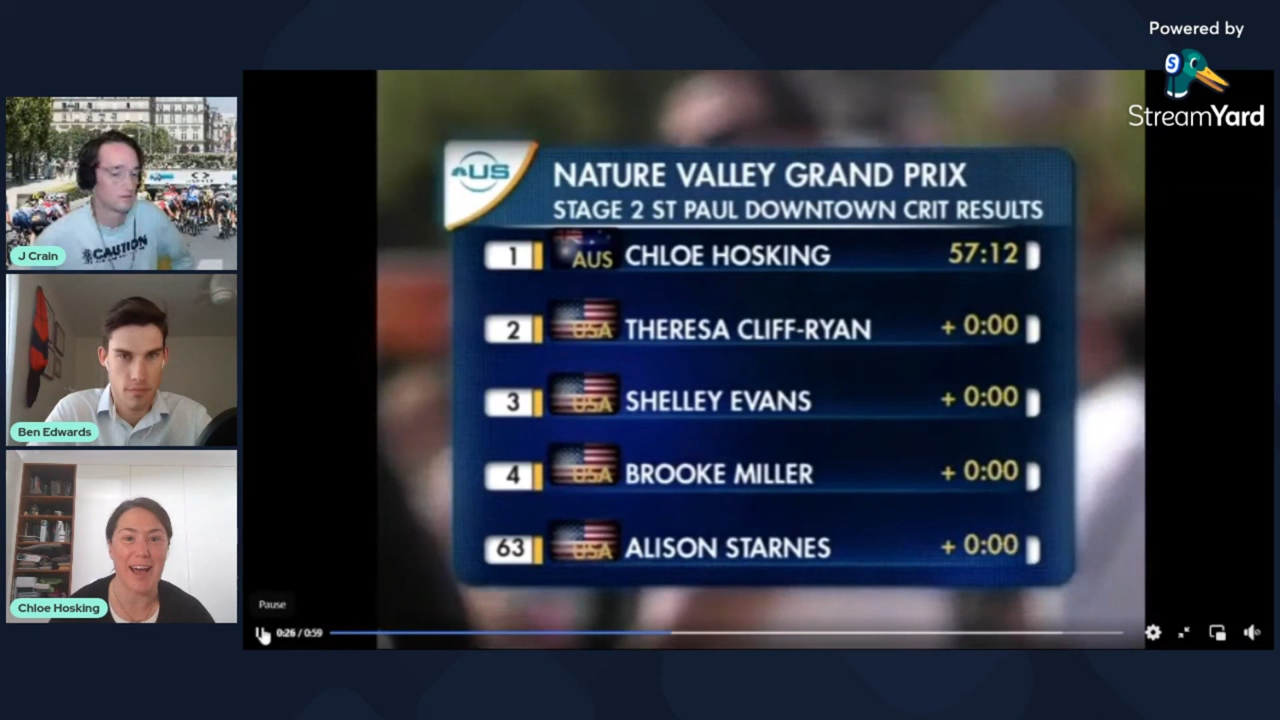 Powered by
StreamYard
S
J Crain
CAUTION
Ben Edwards
Chloe Hosking
US
NATURE VALLEY GRAND PRIX
STAGE 2 ST PAUL DOWNTOWN CRIT RESULTS
1 AUS CHLOE HOSKING 57:12
2 USA THERESA CLIFF-RYAN + 0:00
3 USA SHELLEY EVANS + 0:00
4 USA BROOKE MILLER + 0:00
63 USA ALISON STARNES + 0:00
Pause
0:26 / 0:59